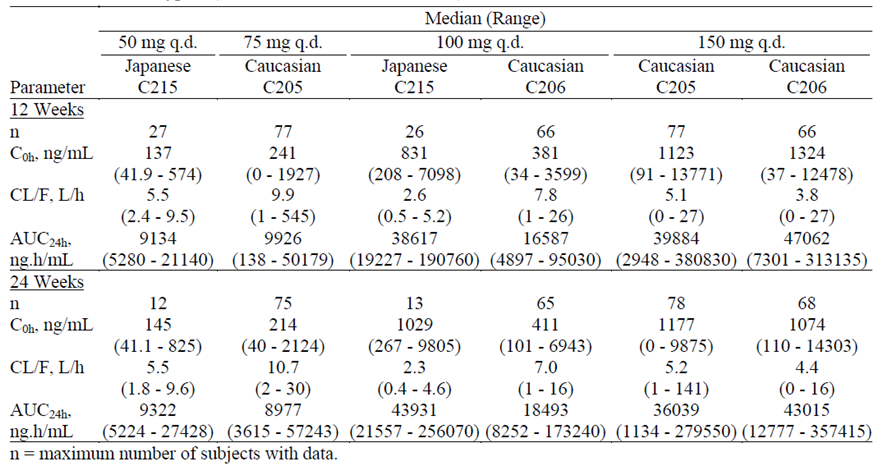 Median (Range)
50 mg q.d. 75 mg q.d. 100 mg q.d. 150 mg q.d.
Japanese Caucasian Japanese Caucasian Caucasian Caucasian
Parameter C215 C205 C215 C206 C205 C206
12 Weeks
n 27 77 26 66 77 66
C0h, ng/mL 137 241 831 381 1123 1324
(41.9 - 574) (0 - 1927) (208 - 7098) (34 - 3599) (91 - 13771) (37 - 12478)
CL/F, L/h 5.5 9.9 2.6 7.8 5.1 3.8
(2.4 - 9.5) (1 - 545) (0.5 - 5.2) (1 - 26) (0 - 27) (0 - 27)
AUC24h, 9134 9926 38617 16587 39884 47062
ng.h/mL (5280 - 21140) (138 - 50179) (19227 - 190760) (4897 - 95030) (2948 - 380830) (7301 - 313135)
24 Weeks
n 12 75 13 65 78 68
C0h, ng/mL 145 214 1029 411 1177 1074
(41.1 - 825) (40 - 2124) (267 - 9805) (101 - 6943) (0 - 9875) (110 - 14303)
CL/F, L/h 5.5 10.7 2.3 7.0 5.2 4.4
(1.8 - 9.6) (2 - 30) (0.4 - 4.6) (1 - 16) (1 - 141) (0 - 16)
AUC24h, 9322 8977 43931 18493 36039 43015
ng.h/mL (5224 - 27428) (3615 - 57243) (21557 - 256070) (8252 - 173240) (1134 - 279550) (12777 - 357415)
n = maximum number of subjects with data.